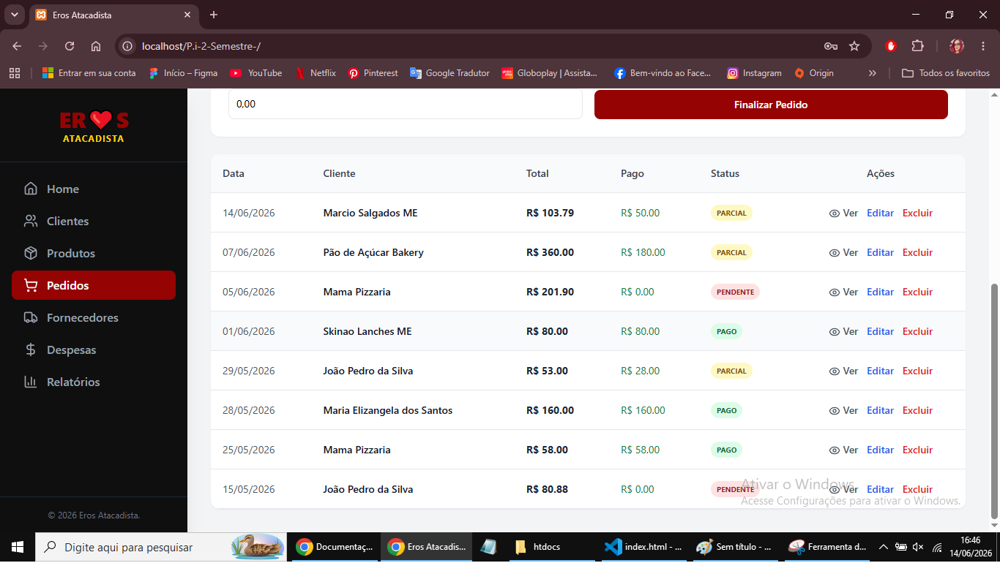 Eros Atacadista
localhost/P.i-2-Semestre-/
Entrar em sua conta
Início – Figma
YouTube
Netflix
Pinterest
Google Tradutor
Globoplay | Assista...
Bem-vindo ao Face...
Instagram
Origin
Todos os favoritos
EROS
ATACADISTA
Home
Clientes
Produtos
Pedidos
Fornecedores
Despesas
Relatórios
© 2026 Eros Atacadista.
0,00
Finalizar Pedido
Data Cliente Total Pago Status Ações
14/06/2026 Marcio Salgados ME R$ 103.79 R$ 50.00 PARCIAL Ver Editar Excluir
07/06/2026 Pão de Açúcar Bakery R$ 360.00 R$ 180.00 PARCIAL Ver Editar Excluir
05/06/2026 Mama Pizzaria R$ 201.90 R$ 0.00 PENDENTE Ver Editar Excluir
01/06/2026 Skinao Lanches ME R$ 80.00 R$ 80.00 PAGO Ver Editar Excluir
29/05/2026 João Pedro da Silva R$ 53.00 R$ 28.00 PARCIAL Ver Editar Excluir
28/05/2026 Maria Elizangela dos Santos R$ 160.00 R$ 160.00 PAGO Ver Editar Excluir
25/05/2026 Mama Pizzaria R$ 58.00 R$ 58.00 PAGO Ver Editar Excluir
15/05/2026 João Pedro da Silva R$ 80.88 R$ 0.00 PENDENTE Ver Editar Excluir
Ativar o Windows
Acesse Configurações para ativar o Windows.
Digite aqui para pesquisar
Documentaç...
Eros Atacadis...
htdocs
index.html - ...
Sem título - ...
Ferramenta d...
16:46
14/06/2026